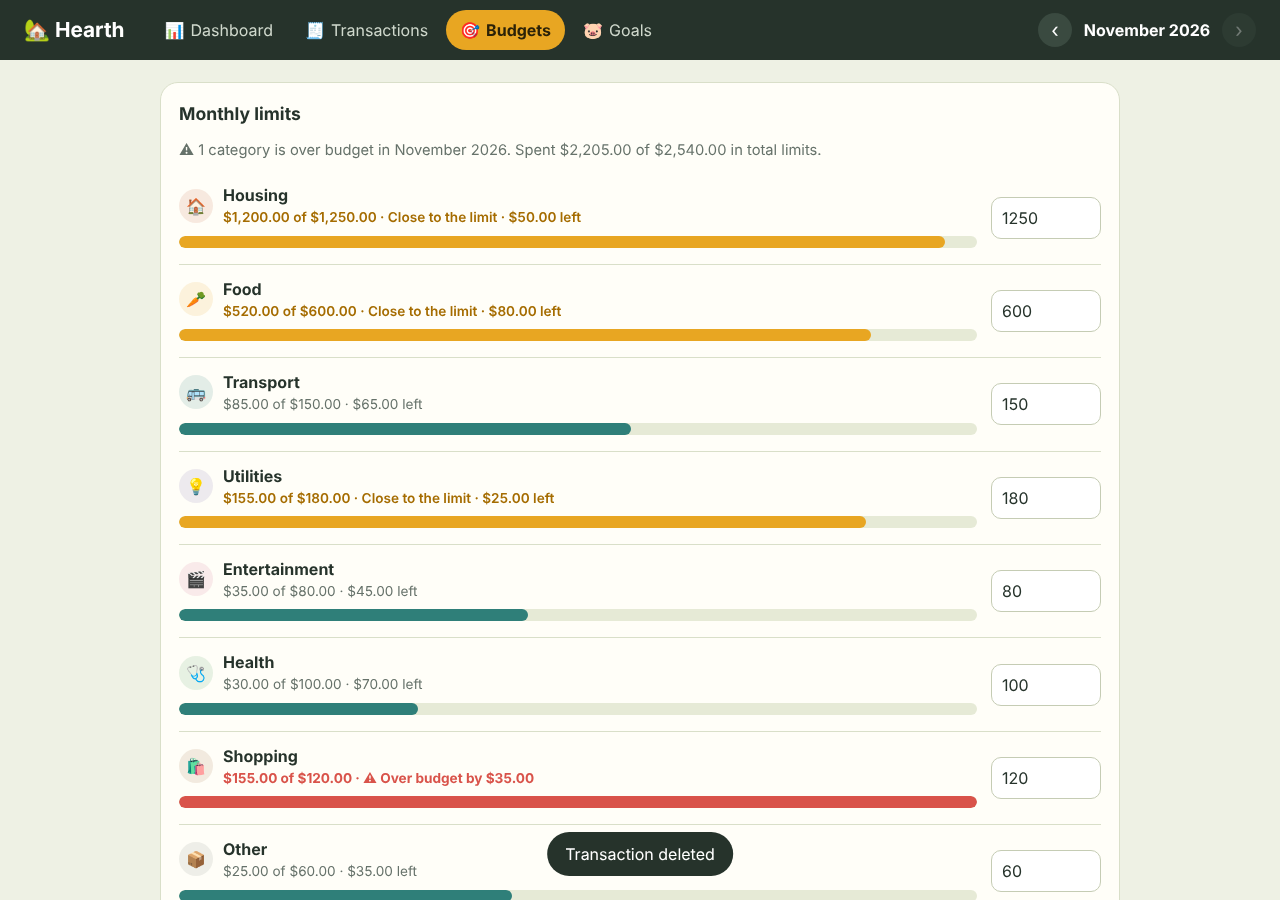 🏡 Hearth
📊 Dashboard
🧾 Transactions
🎯 Budgets
🐷 Goals
‹
November 2026
›
Monthly limits
⚠ 1 category is over budget in November 2026. Spent $2,205.00 of $2,540.00 in total limits.
Housing
$1,200.00 of $1,250.00 · Close to the limit · $50.00 left
1250
Food
$520.00 of $600.00 · Close to the limit · $80.00 left
600
Transport
$85.00 of $150.00 · $65.00 left
150
Utilities
$155.00 of $180.00 · Close to the limit · $25.00 left
180
Entertainment
$35.00 of $80.00 · $45.00 left
80
Health
$30.00 of $100.00 · $70.00 left
100
Shopping
$155.00 of $120.00 · ⚠ Over budget by $35.00
120
Other
$25.00 of $60.00 · $35.00 left
60
Transaction deleted